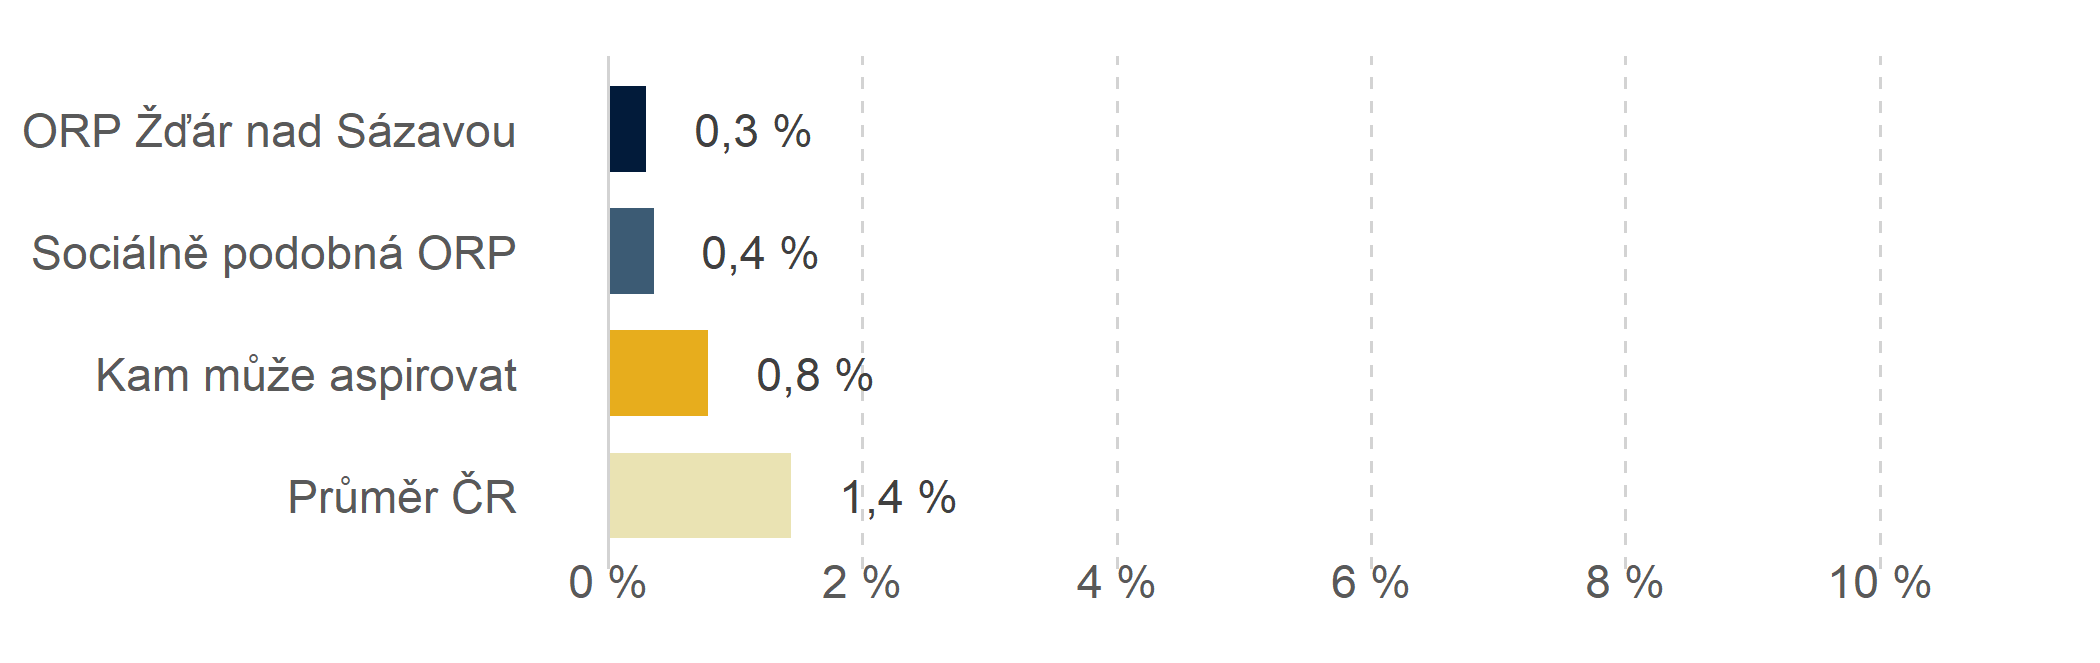 ORP Žďár nad Sázavou 0,3 %
Sociálně podobná ORP 0,4 %
Kam může aspirovat 0,8 %
Průměr ČR 1,4 %
0 % 2 % 4 % 6 % 8 % 10 %